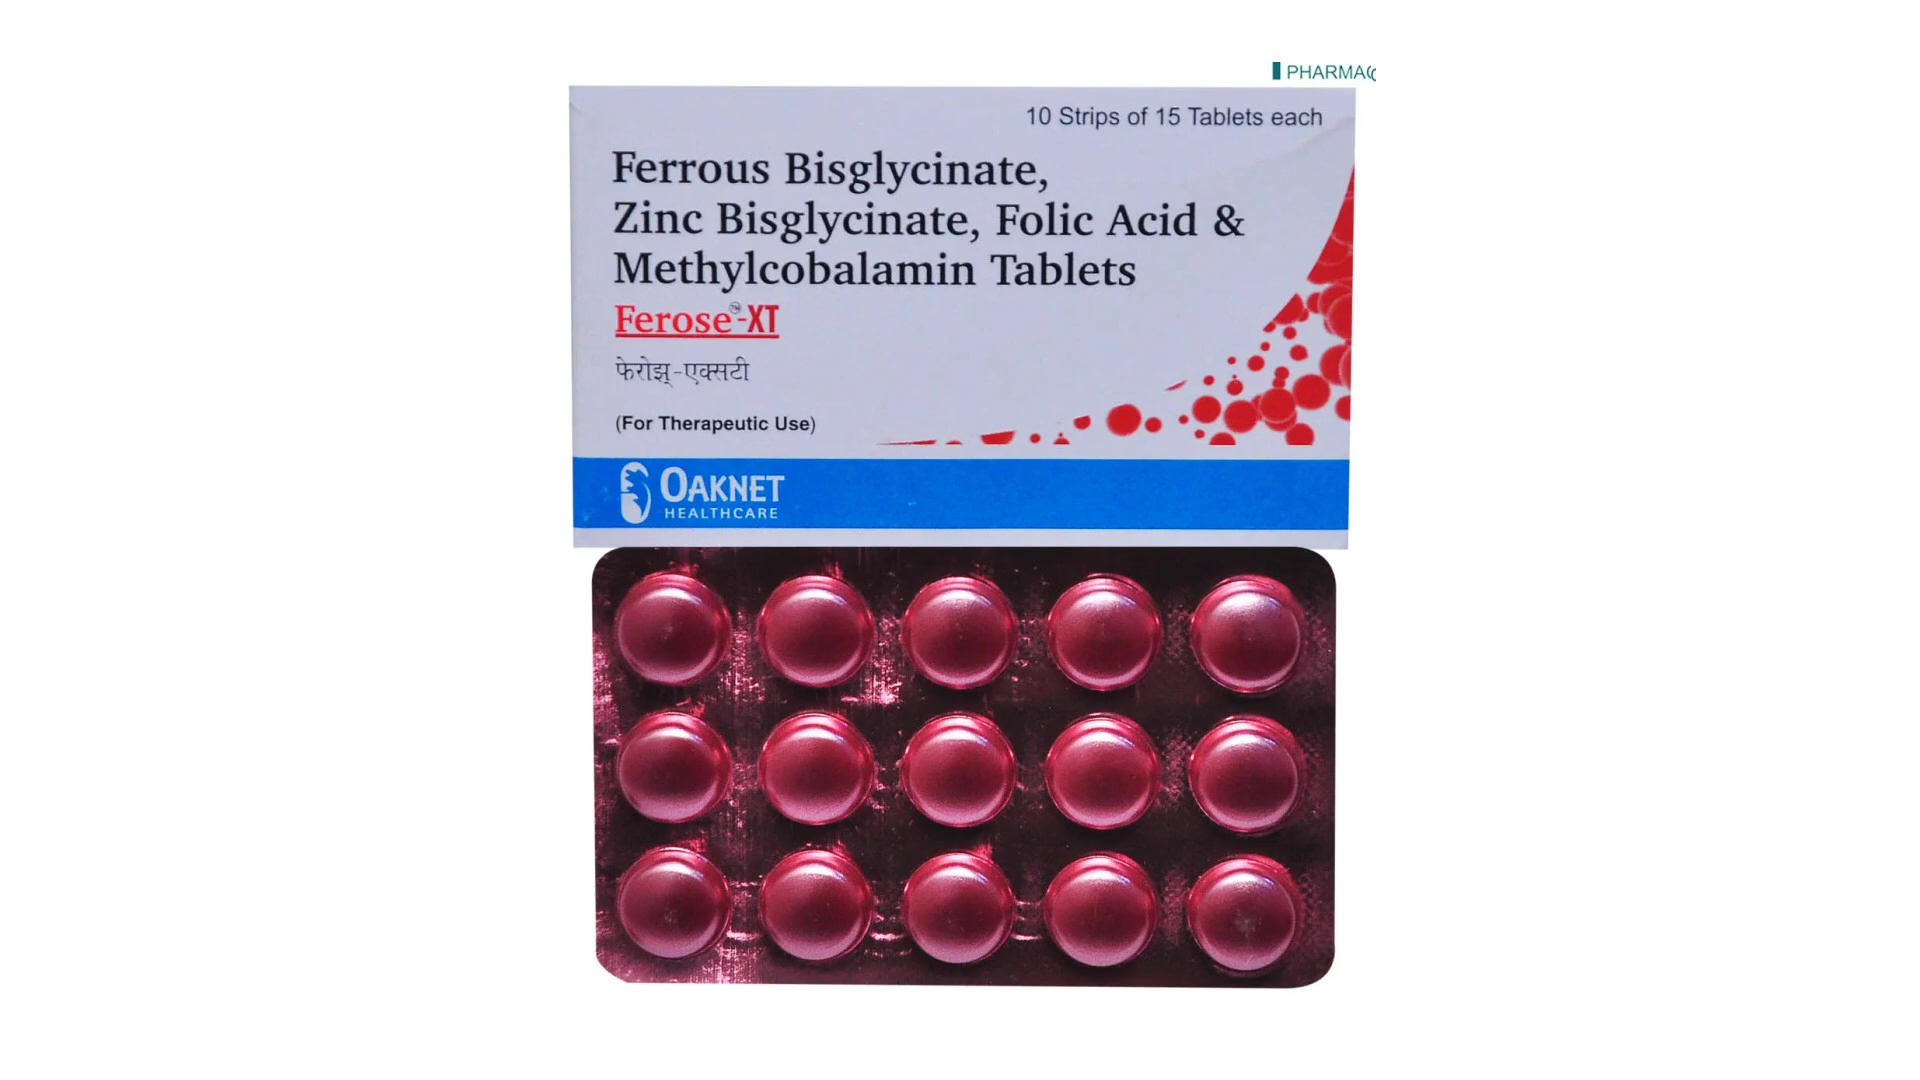 PHARMA
10 Strips of 15 Tablets each
Ferrous Bisglycinate,
Zinc Bisglycinate, Folic Acid &
Methylcobalamin Tablets
Ferose™-XT
फेरोझ्-एक्सटी
(For Therapeutic Use)
OAKNET
HEALTHCARE